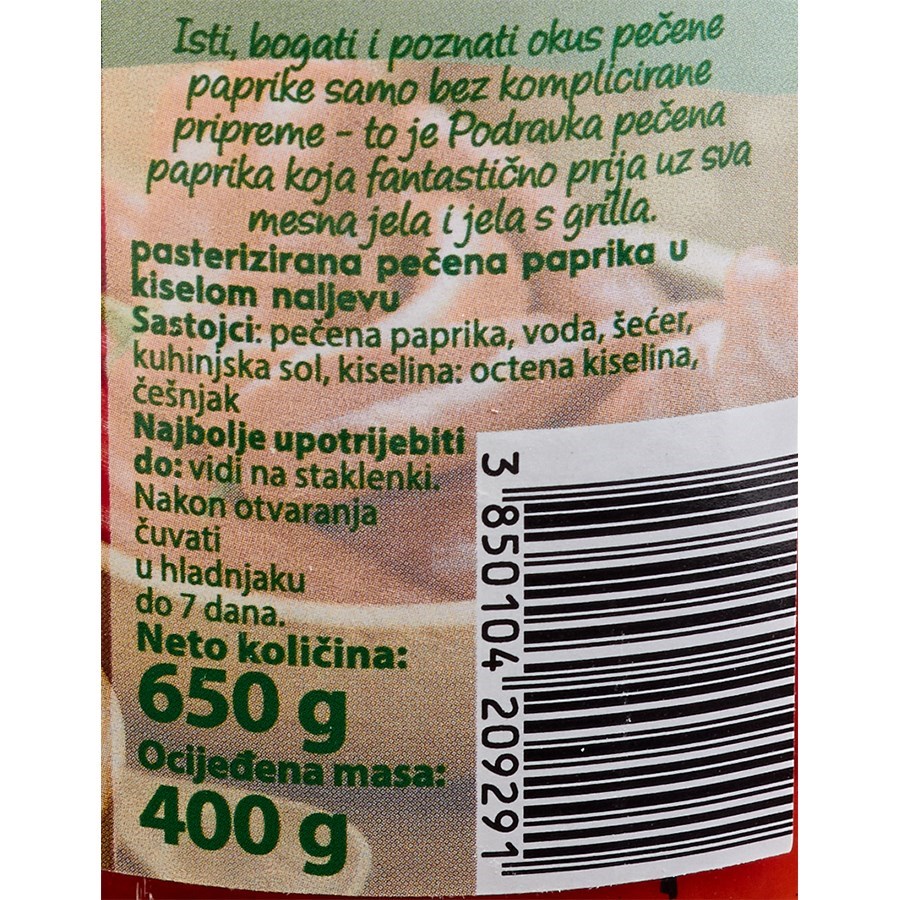 Isti, bogati i poznati okus pečene
paprike samo bez komplicirane
pripreme - to je Podravka pečena
paprika koja fantastično prija uz sva
mesna jela i jela s grilla.
pasterizirana pečena paprika u
kiselom naljevu
Sastojci: pečena paprika, voda, šećer,
kuhinjska sol, kiselina: octena kiselina,
češnjak
Najbolje upotrijebiti
do: vidi na staklenki.
Nakon otvaranja
čuvati
u hladnjaku
do 7 dana.
Neto količina:
650 g
Ocijeđena masa:
400 g
3 850104 209291